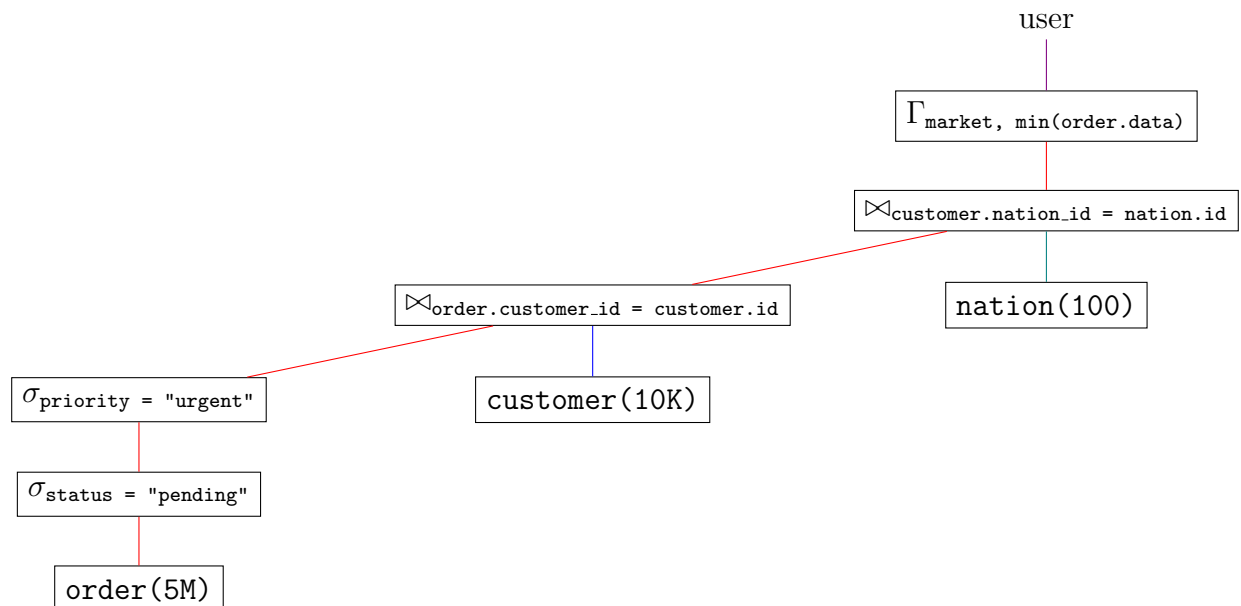 user
Γmarket, min(order.data)
⋈customer.nation_id = nation.id
⋈order.customer_id = customer.id
nation(100)
σpriority = "urgent"
customer(10K)
σstatus = "pending"
order(5M)